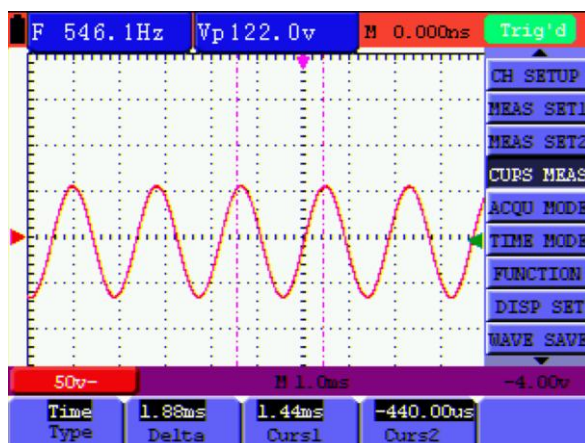 F 546.1Hz
Vp122.0v
M 0.000ns
Trig'd
CH SETUP
MEAS SET1
MEAS SET2
CUPS MEAS
ACQU MODE
TIME MODE
FUNCTION
DISP SET
WAVE SAVE
50v~
M 1.0ms
-4.00v
Time
1.88ms
1.44ms
-440.00us
Type
Delta
Curs1
Curs2